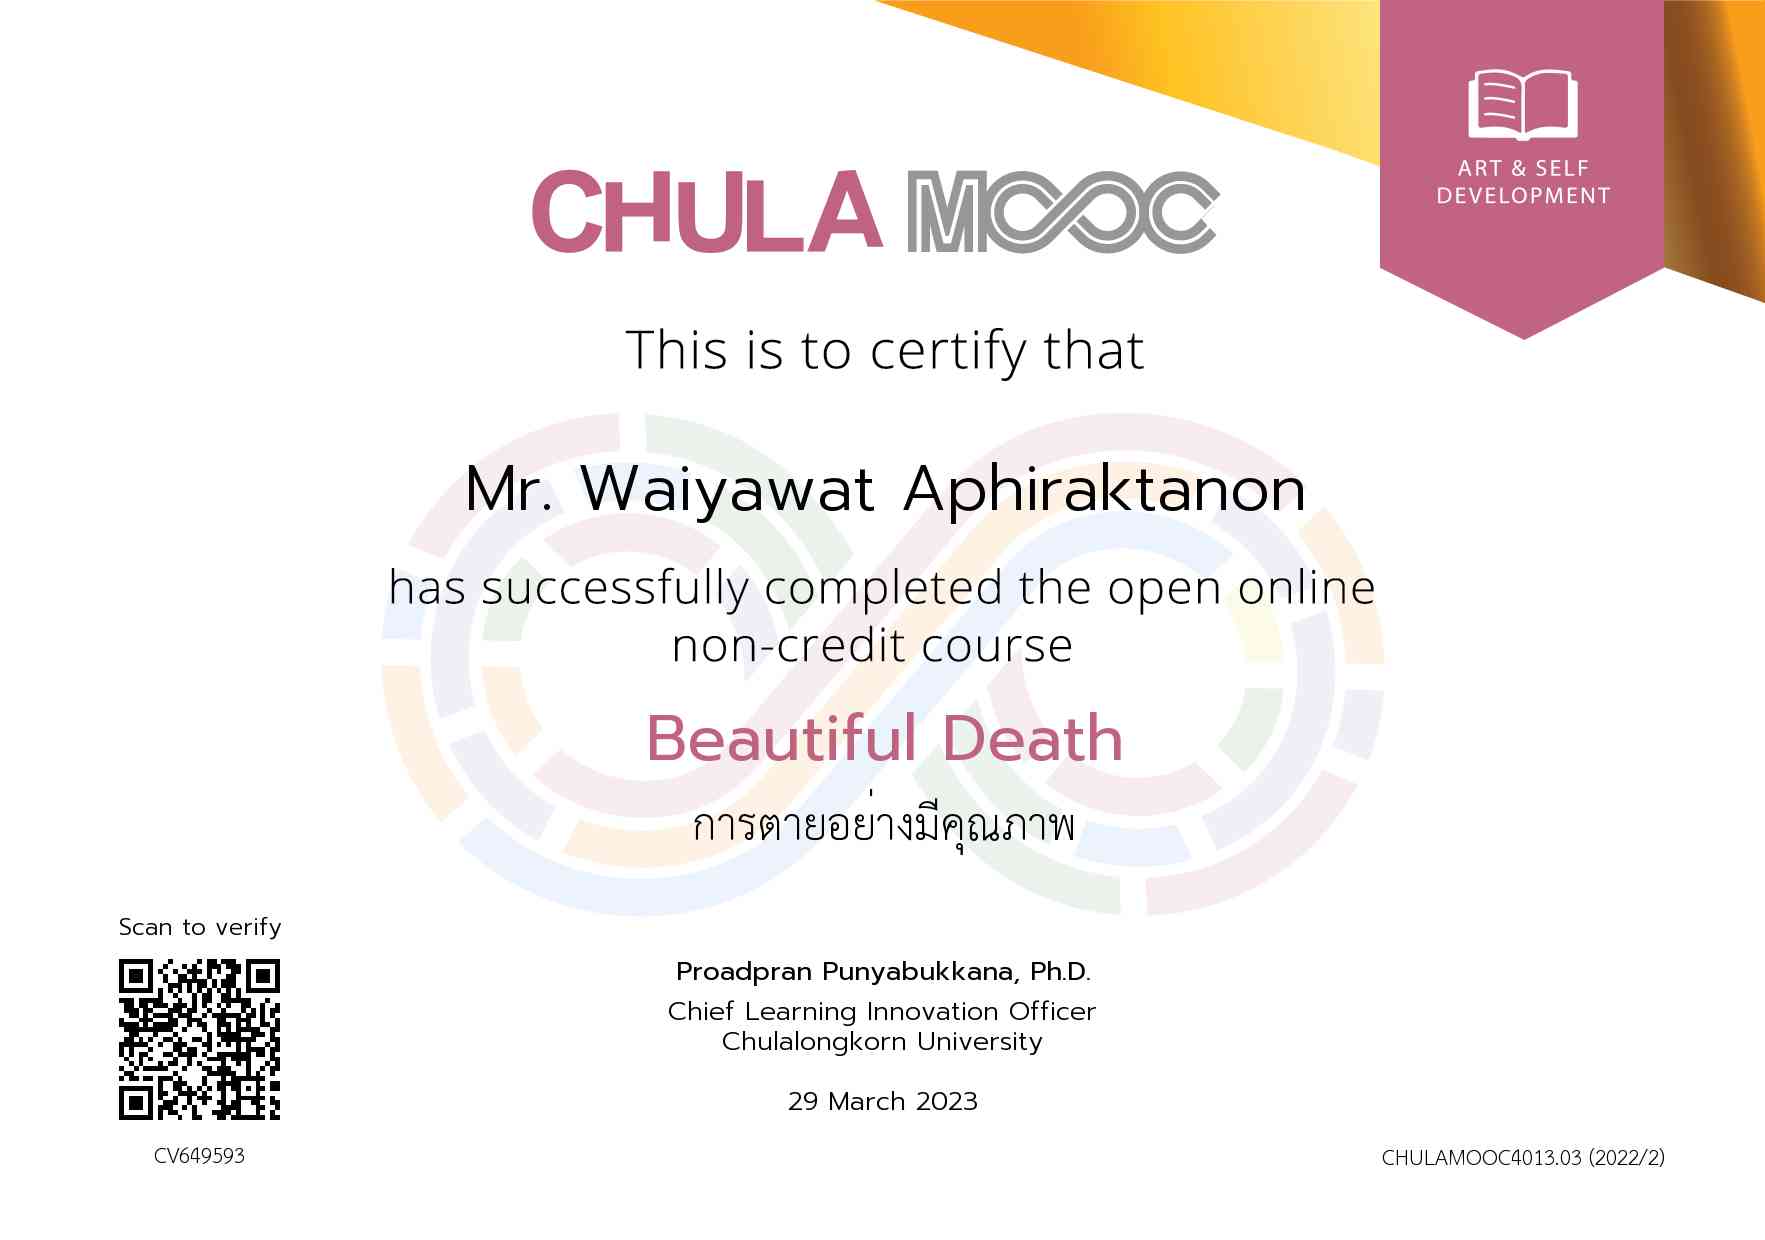 ART & SELF
DEVELOPMENT
CHULA MOOC
This is to certify that
Mr. Waiyawat Aphiraktanon
has successfully completed the open online
non-credit course
Beautiful Death
การตายอย่างมีคุณภาพ
Scan to verify
Proadpran Punyabukkana, Ph.D.
Chief Learning Innovation Officer
Chulalongkorn University
29 March 2023
CV649593
CHULAMOOC4013.03 (2022/2)